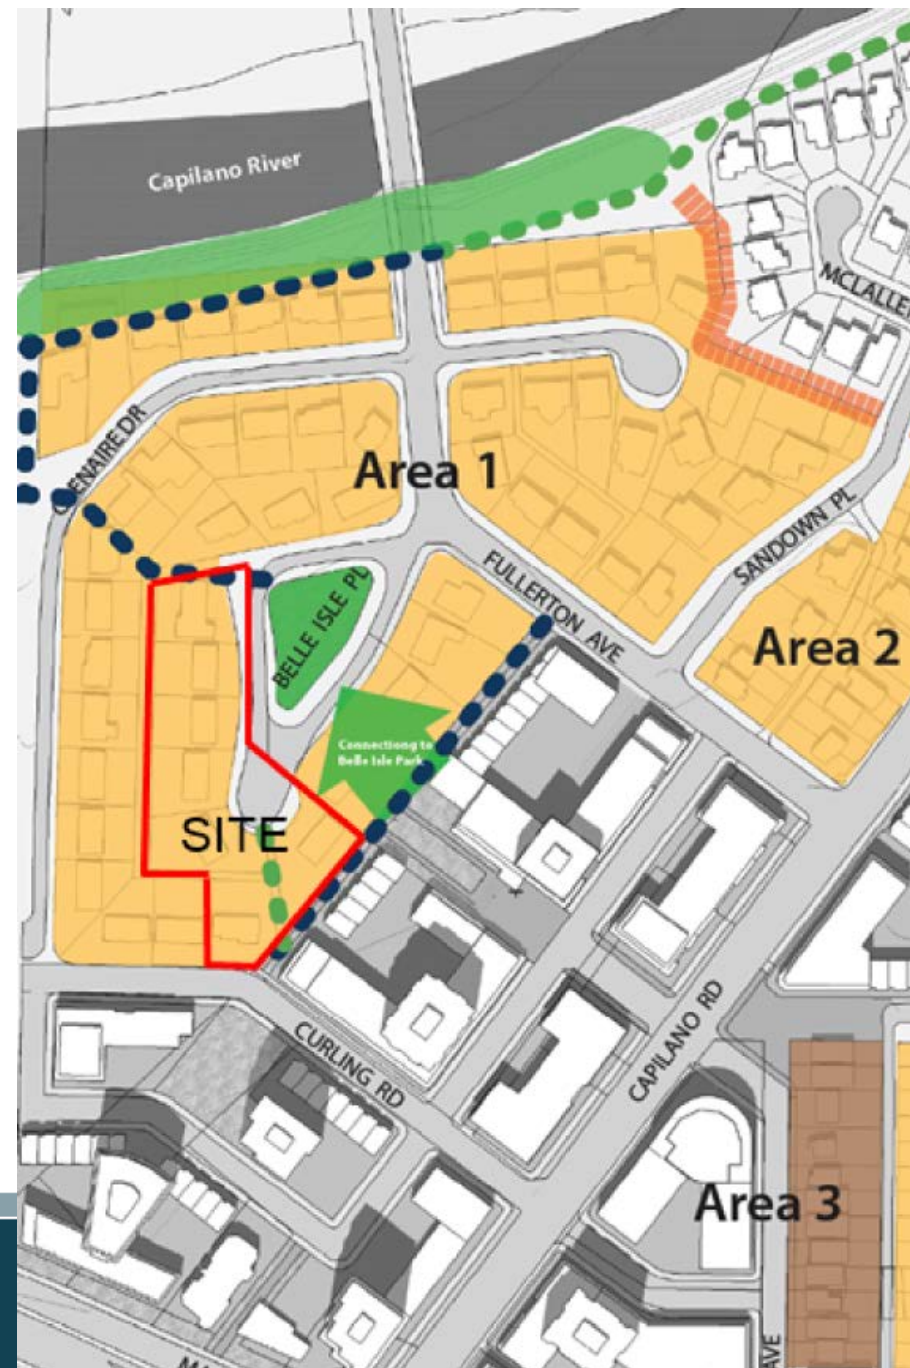 Capilano River
MCLALLE
ENAIRE DR
Area 1
SANDOWN PL
FULLERTON AVE
BELLE ISLE PL
Area 2
Connectiong to
Belle Isle Park
SITE
CAPILANO RD
CURLING RD
Area 3
AVE